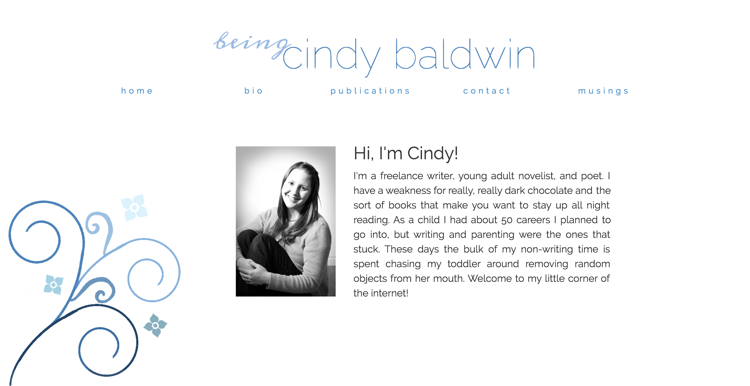 being
cindy baldwin
home bio publications contact musings
Hi, I'm Cindy!
I'm a freelance writer, young adult novelist, and poet. I
have a weakness for really, really dark chocolate and the
sort of books that make you want to stay up all night
reading. As a child I had about 50 careers I planned to
go into, but writing and parenting were the ones that
stuck. These days the bulk of my non-writing time is
spent chasing my toddler around removing random
objects from her mouth. Welcome to my little corner of
the internet!